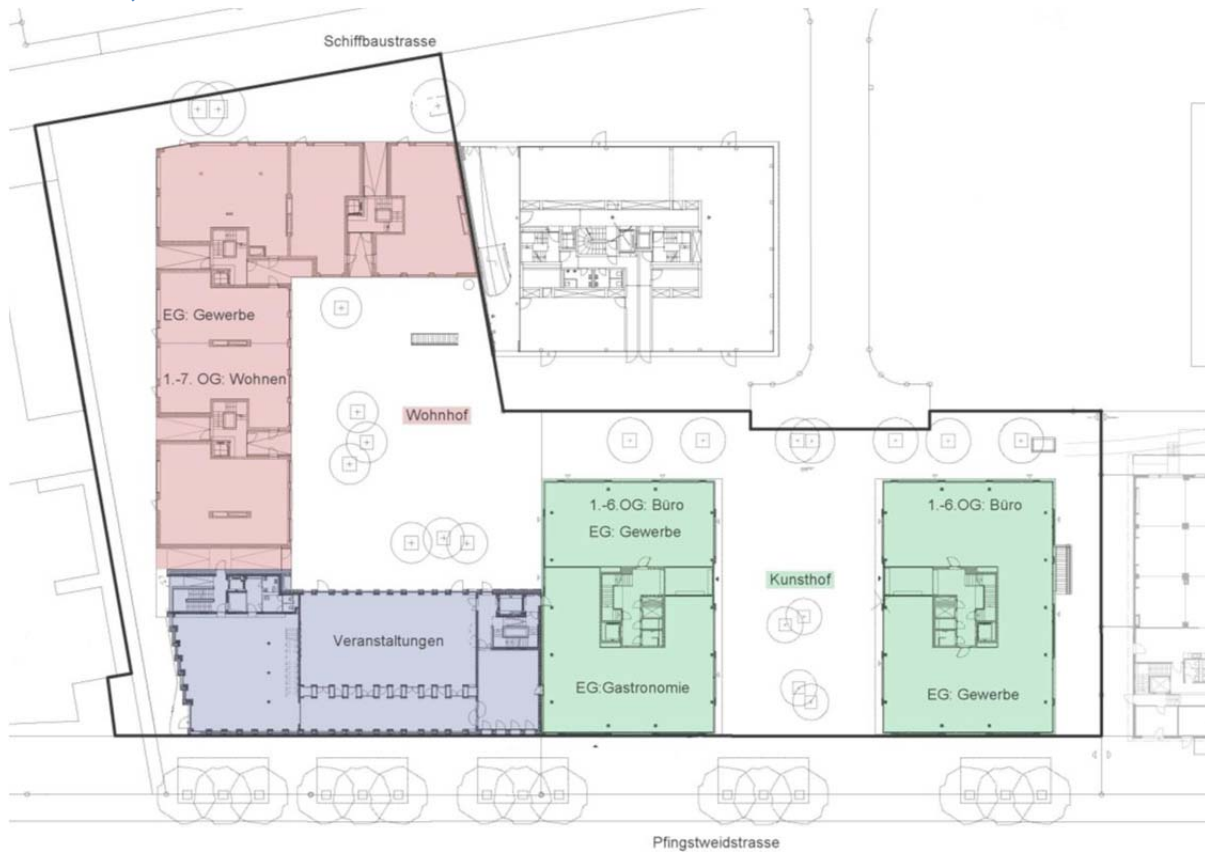 Schiffbaustrasse
EG: Gewerbe
1.-7. OG: Wohnen
Wohnhof
1.-6.OG: Büro
EG: Gewerbe
1.-6.OG: Büro
Kunsthof
Veranstaltungen
EG:Gastronomie
EG: Gewerbe
Pfingstweidstrasse